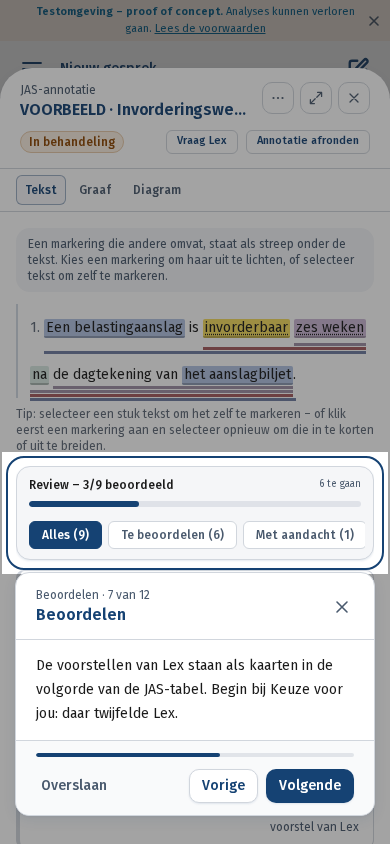 Testomgeving – proof of concept. Analyses kunnen verloren
gaan. Lees de voorwaarden
Nieuw gesprek
JAS-annotatie
VOORBEELD · Invorderingswe...
In behandeling
Vraag Lex
Annotatie afronden
Tekst
Graaf
Diagram
Een markering die andere omvat, staat als streep onder de
tekst. Kies een markering om haar uit te lichten, of selecteer
tekst om zelf te markeren.
1. Een belastingaanslag is invorderbaar zes weken
na de dagtekening van het aanslagbiljet.
Tip: selecteer een stuk tekst om het zelf te markeren – of klik
eerst een markering aan en selecteer opnieuw om die in te korten
of uit te breiden.
Review – 3/9 beoordeeld
6 te gaan
Alles (9)
Te beoordelen (6)
Met aandacht (1)
Beoordelen · 7 van 12
Beoordelen
De voorstellen van Lex staan als kaarten in de
volgorde van de JAS-tabel. Begin bij Keuze voor
jou: daar twijfelde Lex.
Overslaan
Vorige
Volgende
voorstel van Lex